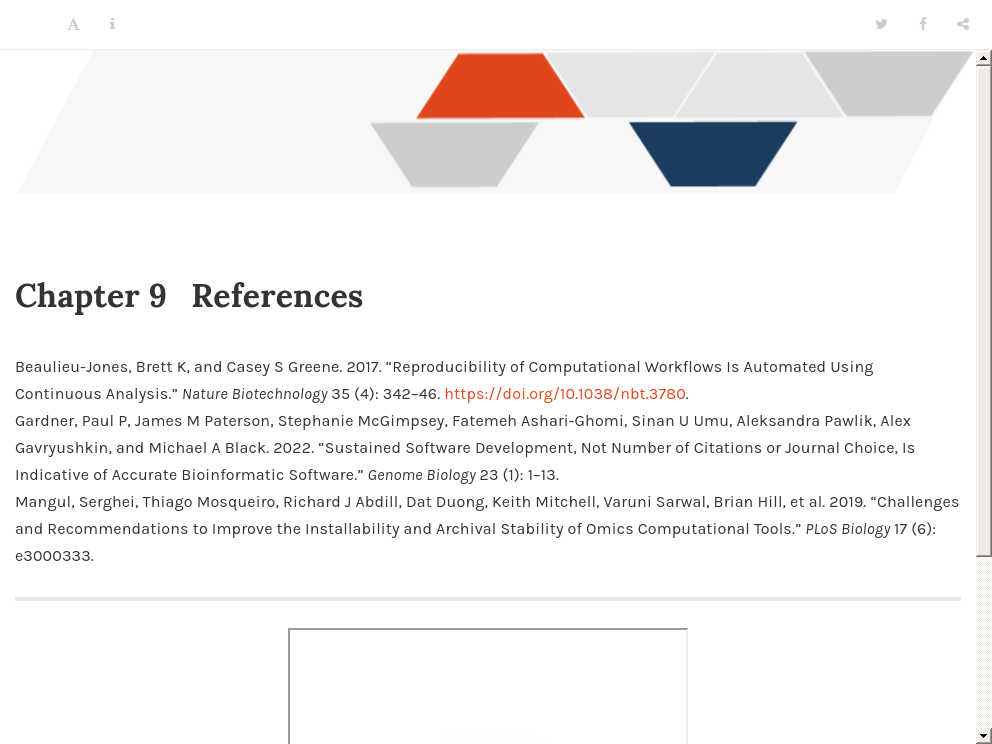 Chapter 9 References
Beaulieu-Jones, Brett K, and Casey S Greene. 2017. “Reproducibility of Computational Workflows Is Automated Using
Continuous Analysis.” Nature Biotechnology 35 (4): 342–46. https://doi.org/10.1038/nbt.3780.
Gardner, Paul P, James M Paterson, Stephanie McGimpsey, Fatemeh Ashari-Ghomi, Sinan U Umu, Aleksandra Pawlik, Alex
Gavryushkin, and Michael A Black. 2022. “Sustained Software Development, Not Number of Citations or Journal Choice, Is
Indicative of Accurate Bioinformatic Software.” Genome Biology 23 (1): 1–13.
Mangul, Serghei, Thiago Mosqueiro, Richard J Abdill, Dat Duong, Keith Mitchell, Varuni Sarwal, Brian Hill, et al. 2019. “Challenges
and Recommendations to Improve the Installability and Archival Stability of Omics Computational Tools.” PLoS Biology 17 (6):
e3000333.